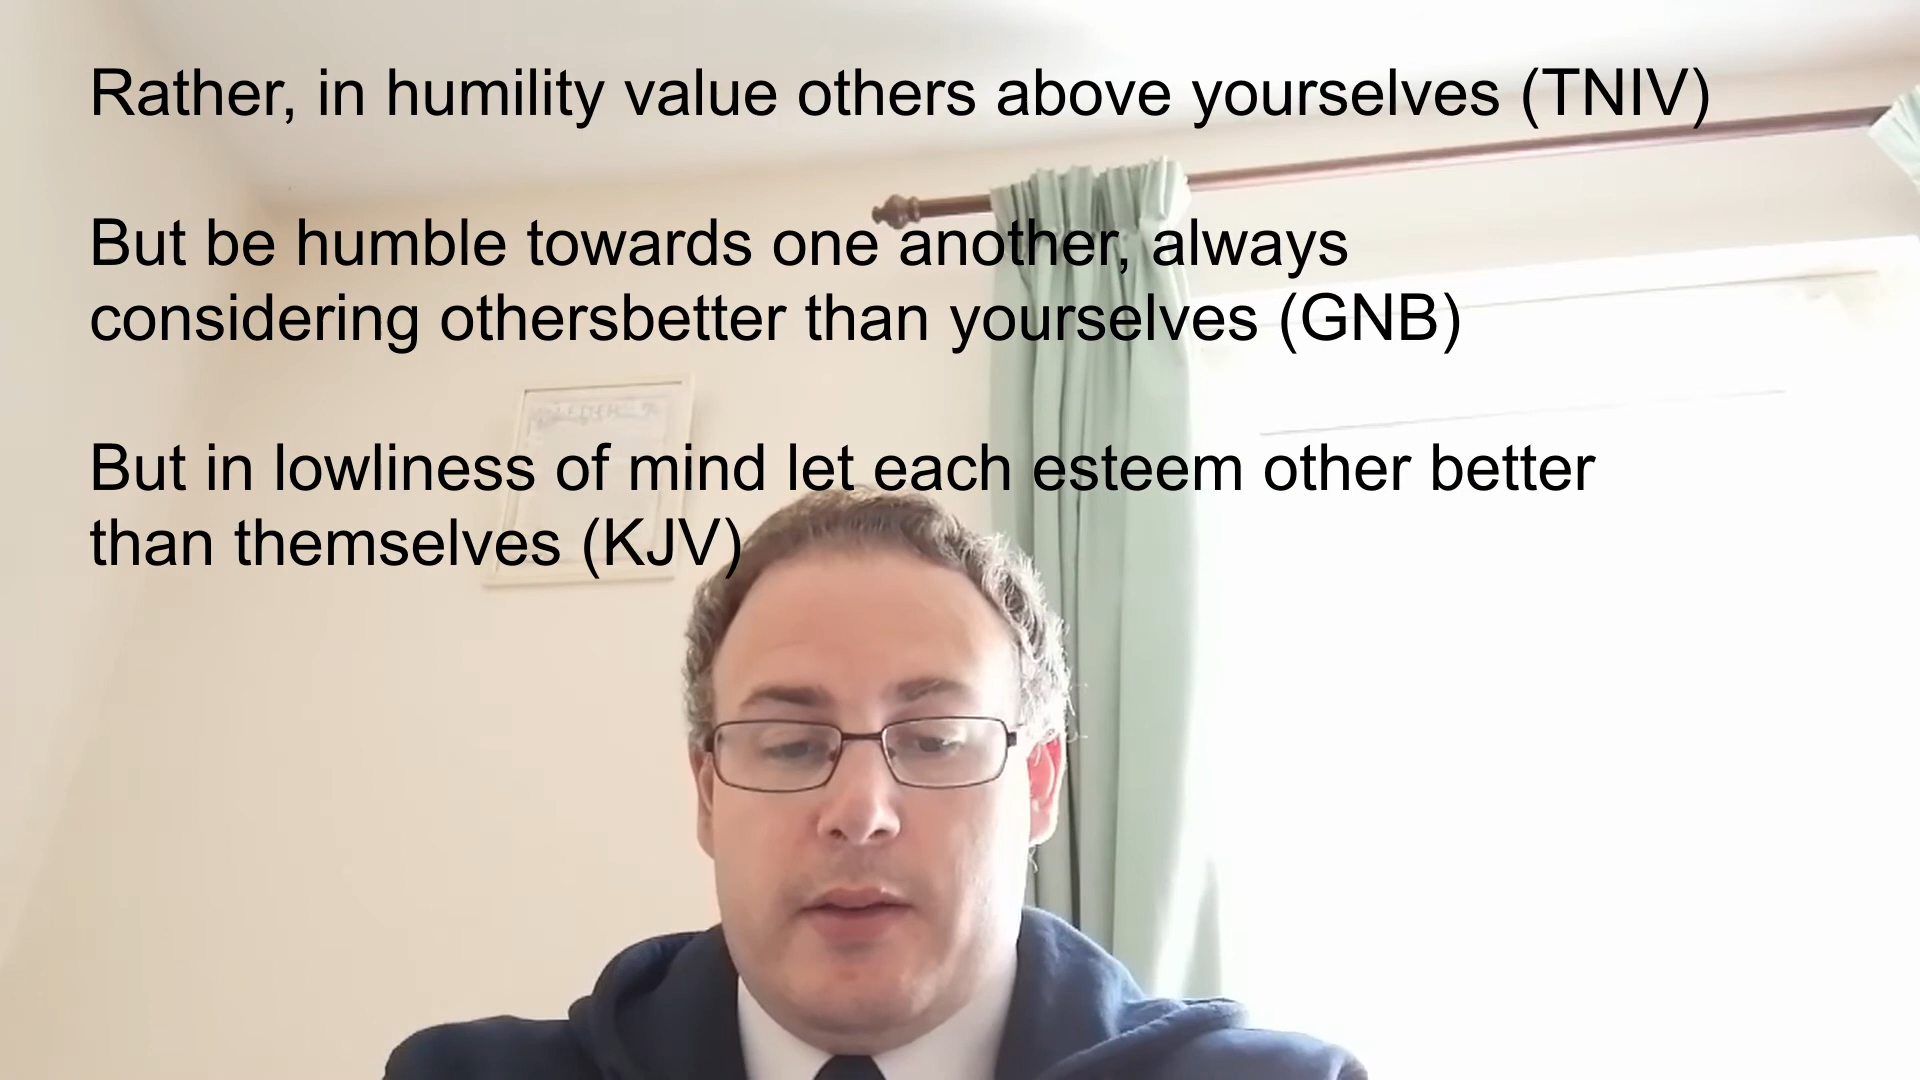 Rather, in humility value others above yourselves (TNIV)
But be humble towards one another, always
considering othersbetter than yourselves (GNB)
But in lowliness of mind let each esteem other better
than themselves (KJV)